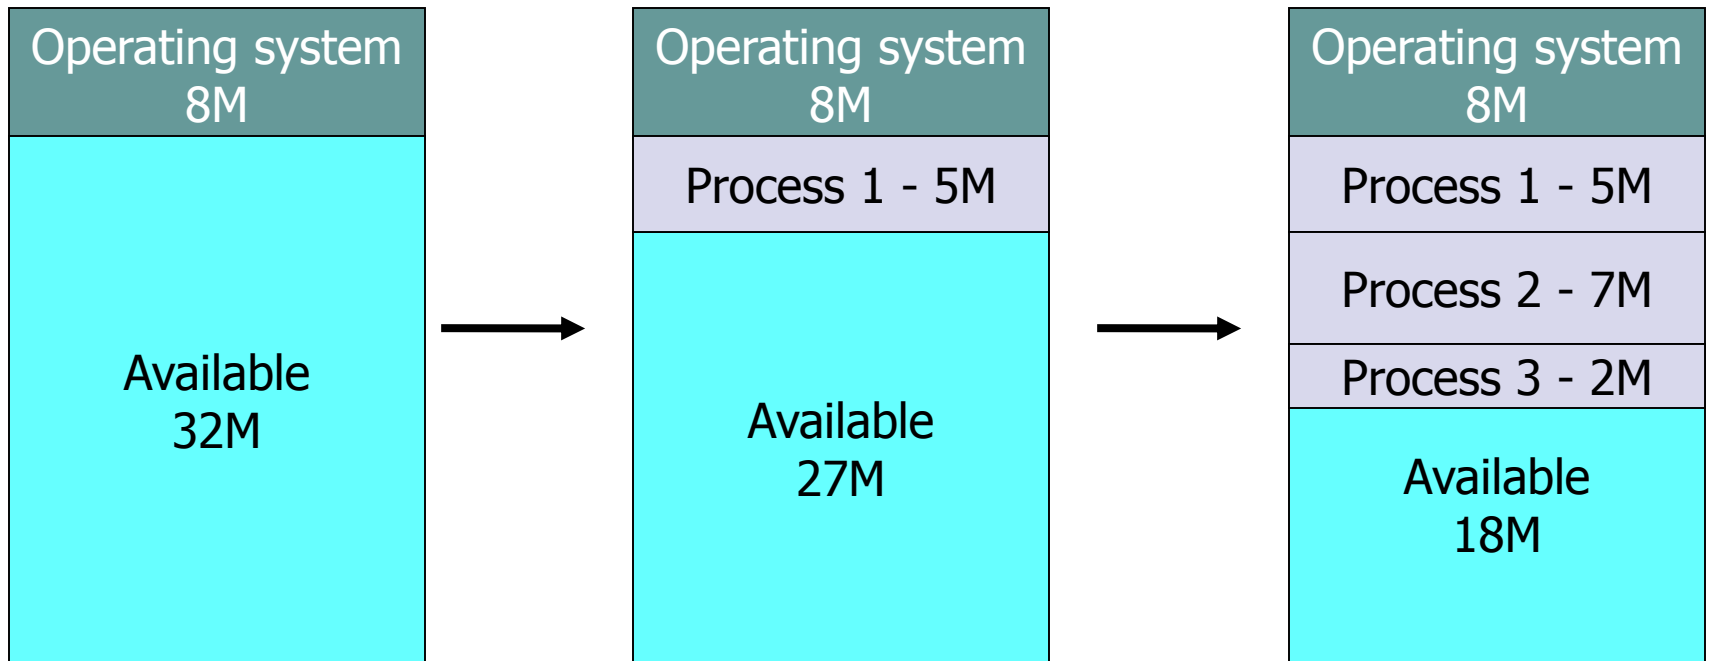 Operating system
8M
Available
32M
Operating system
8M
Process 1 - 5M
Available
27M
Operating system
8M
Process 1 - 5M
Process 2 - 7M
Process 3 - 2M
Available
18M